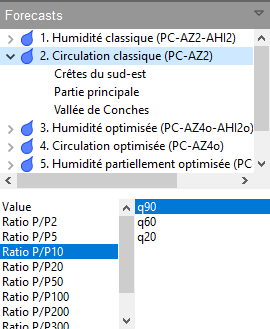 Forecasts
1. Humidité classique (PC-AZ2-AHI2)
2. Circulation classique (PC-AZ2)
Crêtes du sud-est
Partie principale
Vallée de Conches
3. Humidité optimisée (PC-AZ4o-AHI2o)
4. Circulation optimisée (PC-AZ4o)
5. Humidité partiellement optimisée (PC
Value
q90
Ratio P/P2
q60
Ratio P/P5
q20
Ratio P/P10
Ratio P/P20
Ratio P/P50
Ratio P/P100
Ratio P/P200
Ratio P/P300